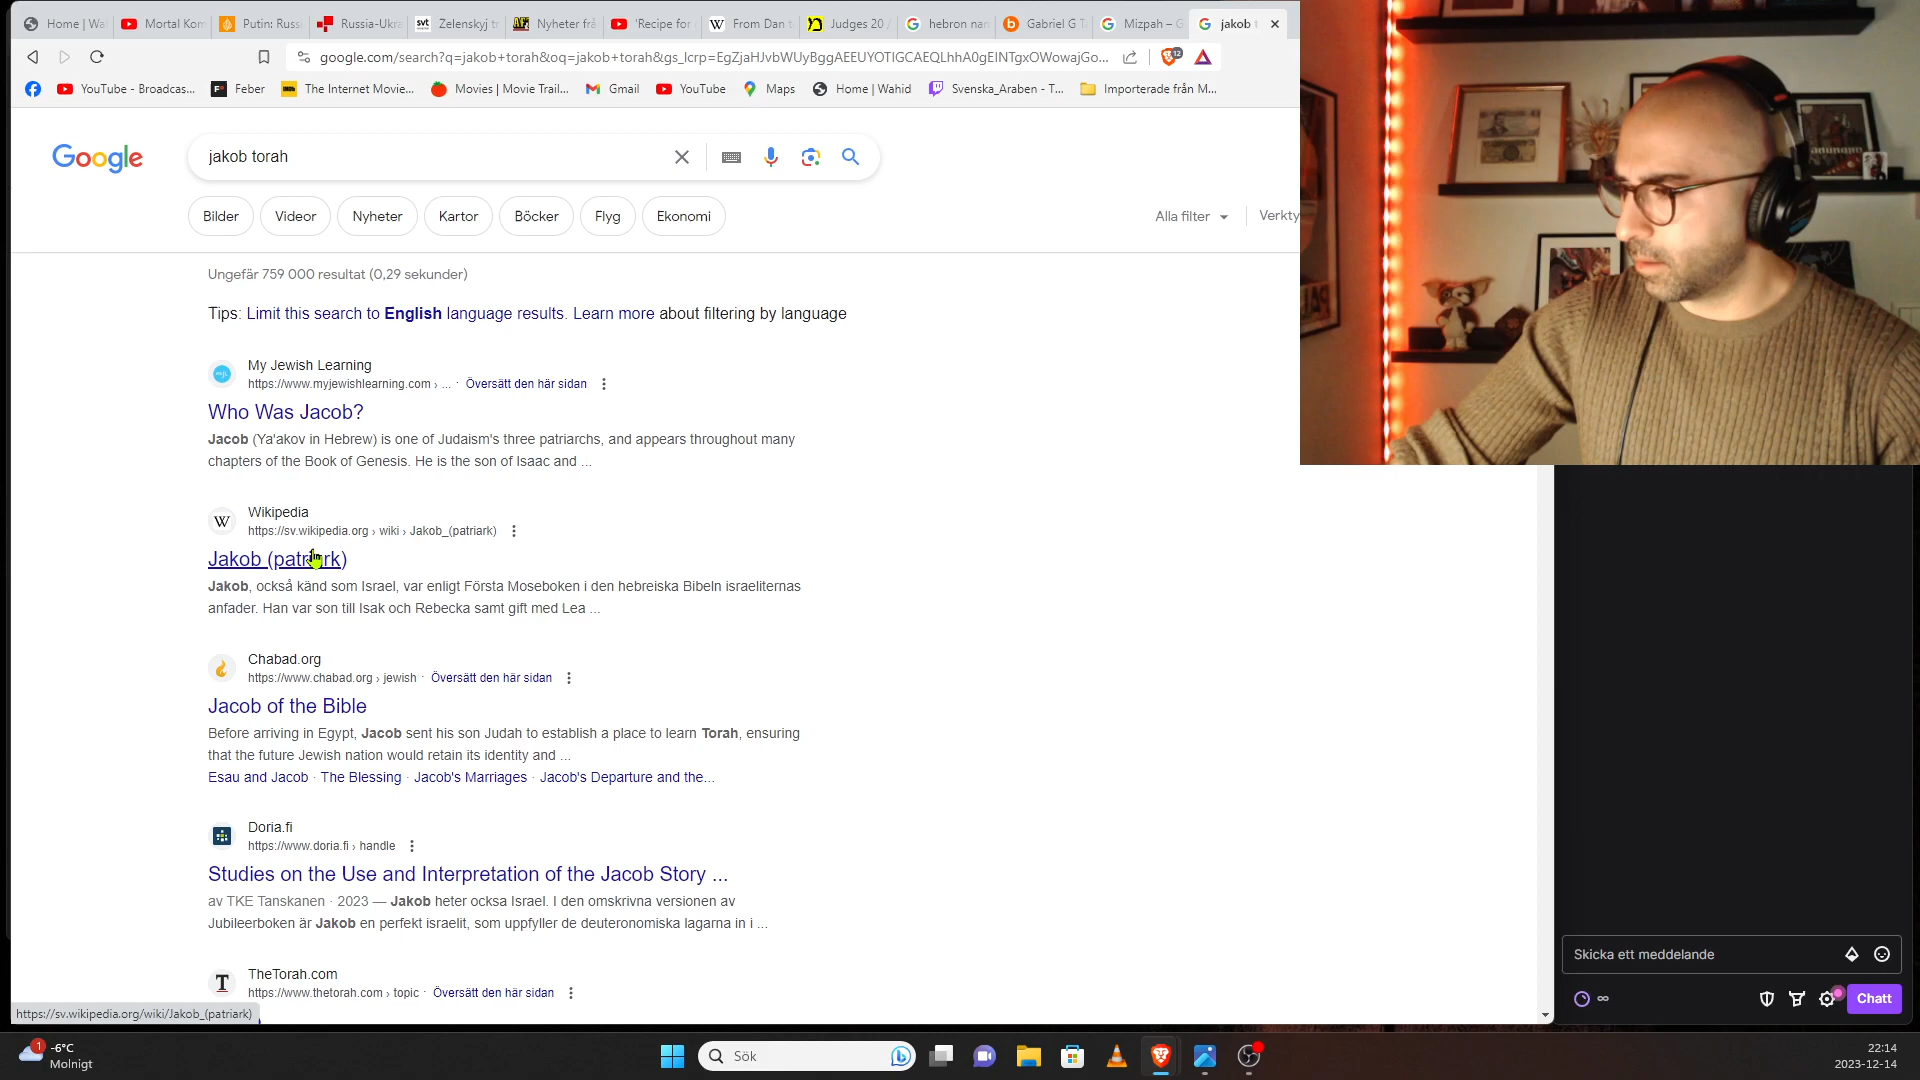 Home | Wa
Mortal Kom
Putin: Russ
Russia-Ukra
Zelenskyj tr
Nyheter frå
'Recipe for
From Dan t
Judges 20
hebron nan
Gabriel G T
Mizpah – G
jakob t
google.com/search?q=jakob+torah&oq=jakob+torah&gs_lcrp=EgZjaHJvbWUyBggAEEUYOTIGCAEQLhhA0gEINTgxOWowajGo...
12
YouTube - Broadcas...
Feber
The Internet Movie...
Movies | Movie Trail...
Gmail
YouTube
Maps
Home | Wahid
Svenska_Araben - T...
Importerade från M...
Google
jakob torah
Bilder
Videor
Nyheter
Kartor
Böcker
Flyg
Ekonomi
Alla filter
Verkty
Ungefär 759 000 resultat (0,29 sekunder)
Tips: Limit this search to English language results. Learn more about filtering by language
My Jewish Learning
https://www.myjewishlearning.com › ... · Översätt den här sidan
Who Was Jacob?
Jacob (Ya'akov in Hebrew) is one of Judaism's three patriarchs, and appears throughout many
chapters of the Book of Genesis. He is the son of Isaac and ...
Wikipedia
https://sv.wikipedia.org › wiki › Jakob_(patriark)
Jakob (patriark)
Jakob, också känd som Israel, var enligt Första Moseboken i den hebreiska Bibeln israeliternas
anfader. Han var son till Isak och Rebecka samt gift med Lea ...
Chabad.org
https://www.chabad.org › jewish · Översätt den här sidan
Jacob of the Bible
Before arriving in Egypt, Jacob sent his son Judah to establish a place to learn Torah, ensuring
that the future Jewish nation would retain its identity and ...
Esau and Jacob · The Blessing · Jacob's Marriages · Jacob's Departure and the...
Doria.fi
https://www.doria.fi › handle
Studies on the Use and Interpretation of the Jacob Story ...
av TKE Tanskanen · 2023 — Jakob heter ocksa Israel. I den omskrivna versionen av
Jubileerboken är Jakob en perfekt israelit, som uppfyller de deuteronomiska lagarna in i ...
TheTorah.com
https://www.thetorah.com › topic · Översätt den här sidan
https://sv.wikipedia.org/wiki/Jakob_(patriark)
Skicka ett meddelande
Chatt
1
-6°C
Molnigt
Sök
22:14
2023-12-14